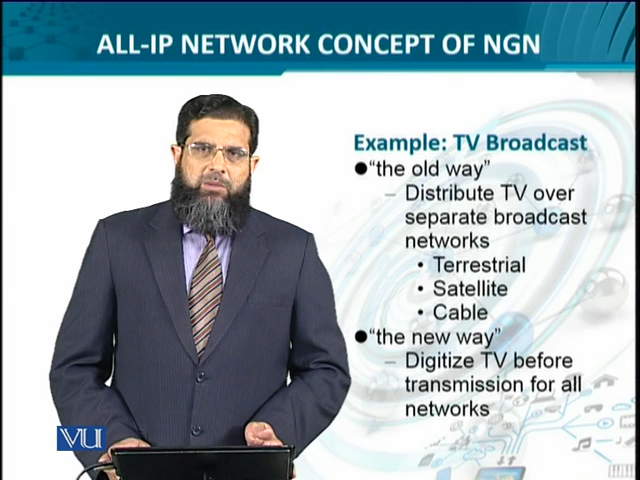 ALL-IP NETWORK CONCEPT OF NGN
Example: TV Broadcast
●“the old way”
– Distribute TV over
separate broadcast
networks
• Terrestrial
• Satellite
• Cable
●“the new way”
– Digitize TV before
transmission for all
networks
VU